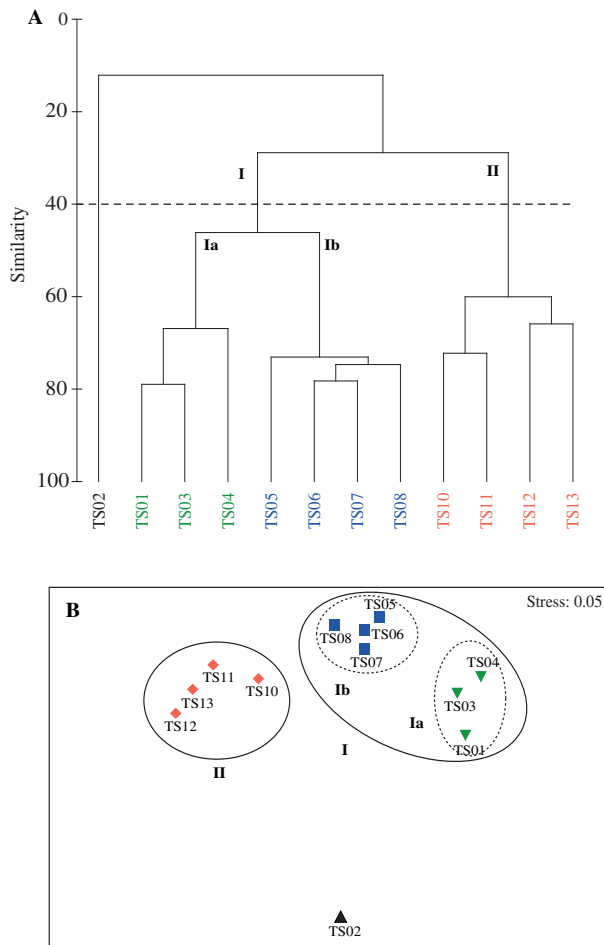 A
0
20
40
60
80
100
Similarity
I
II
Ia
Ib
TS02
TS01
TS03
TS04
TS05
TS06
TS07
TS08
TS10
TS11
TS12
TS13
B
Stress: 0.05
TS05
TS08
TS06
TS07
TS04
TS11
TS10
TS13
TS03
TS12
Ib
Ia
TS01
I
II
TS02